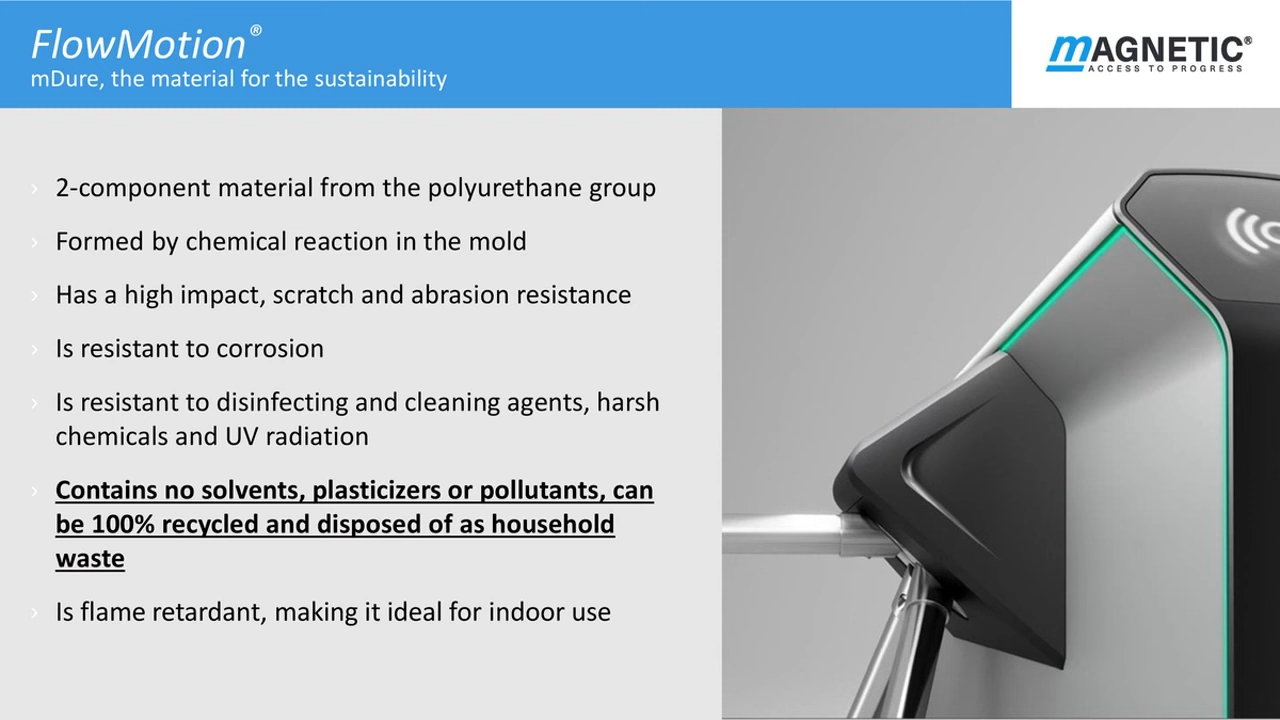 FlowMotion®
mDure, the material for the sustainability
mAGNETIC®
ACCESS TO PROGRESS
› 2-component material from the polyurethane group
› Formed by chemical reaction in the mold
› Has a high impact, scratch and abrasion resistance
› Is resistant to corrosion
› Is resistant to disinfecting and cleaning agents, harsh
chemicals and UV radiation
› Contains no solvents, plasticizers or pollutants, can
be 100% recycled and disposed of as household
waste
› Is flame retardant, making it ideal for indoor use